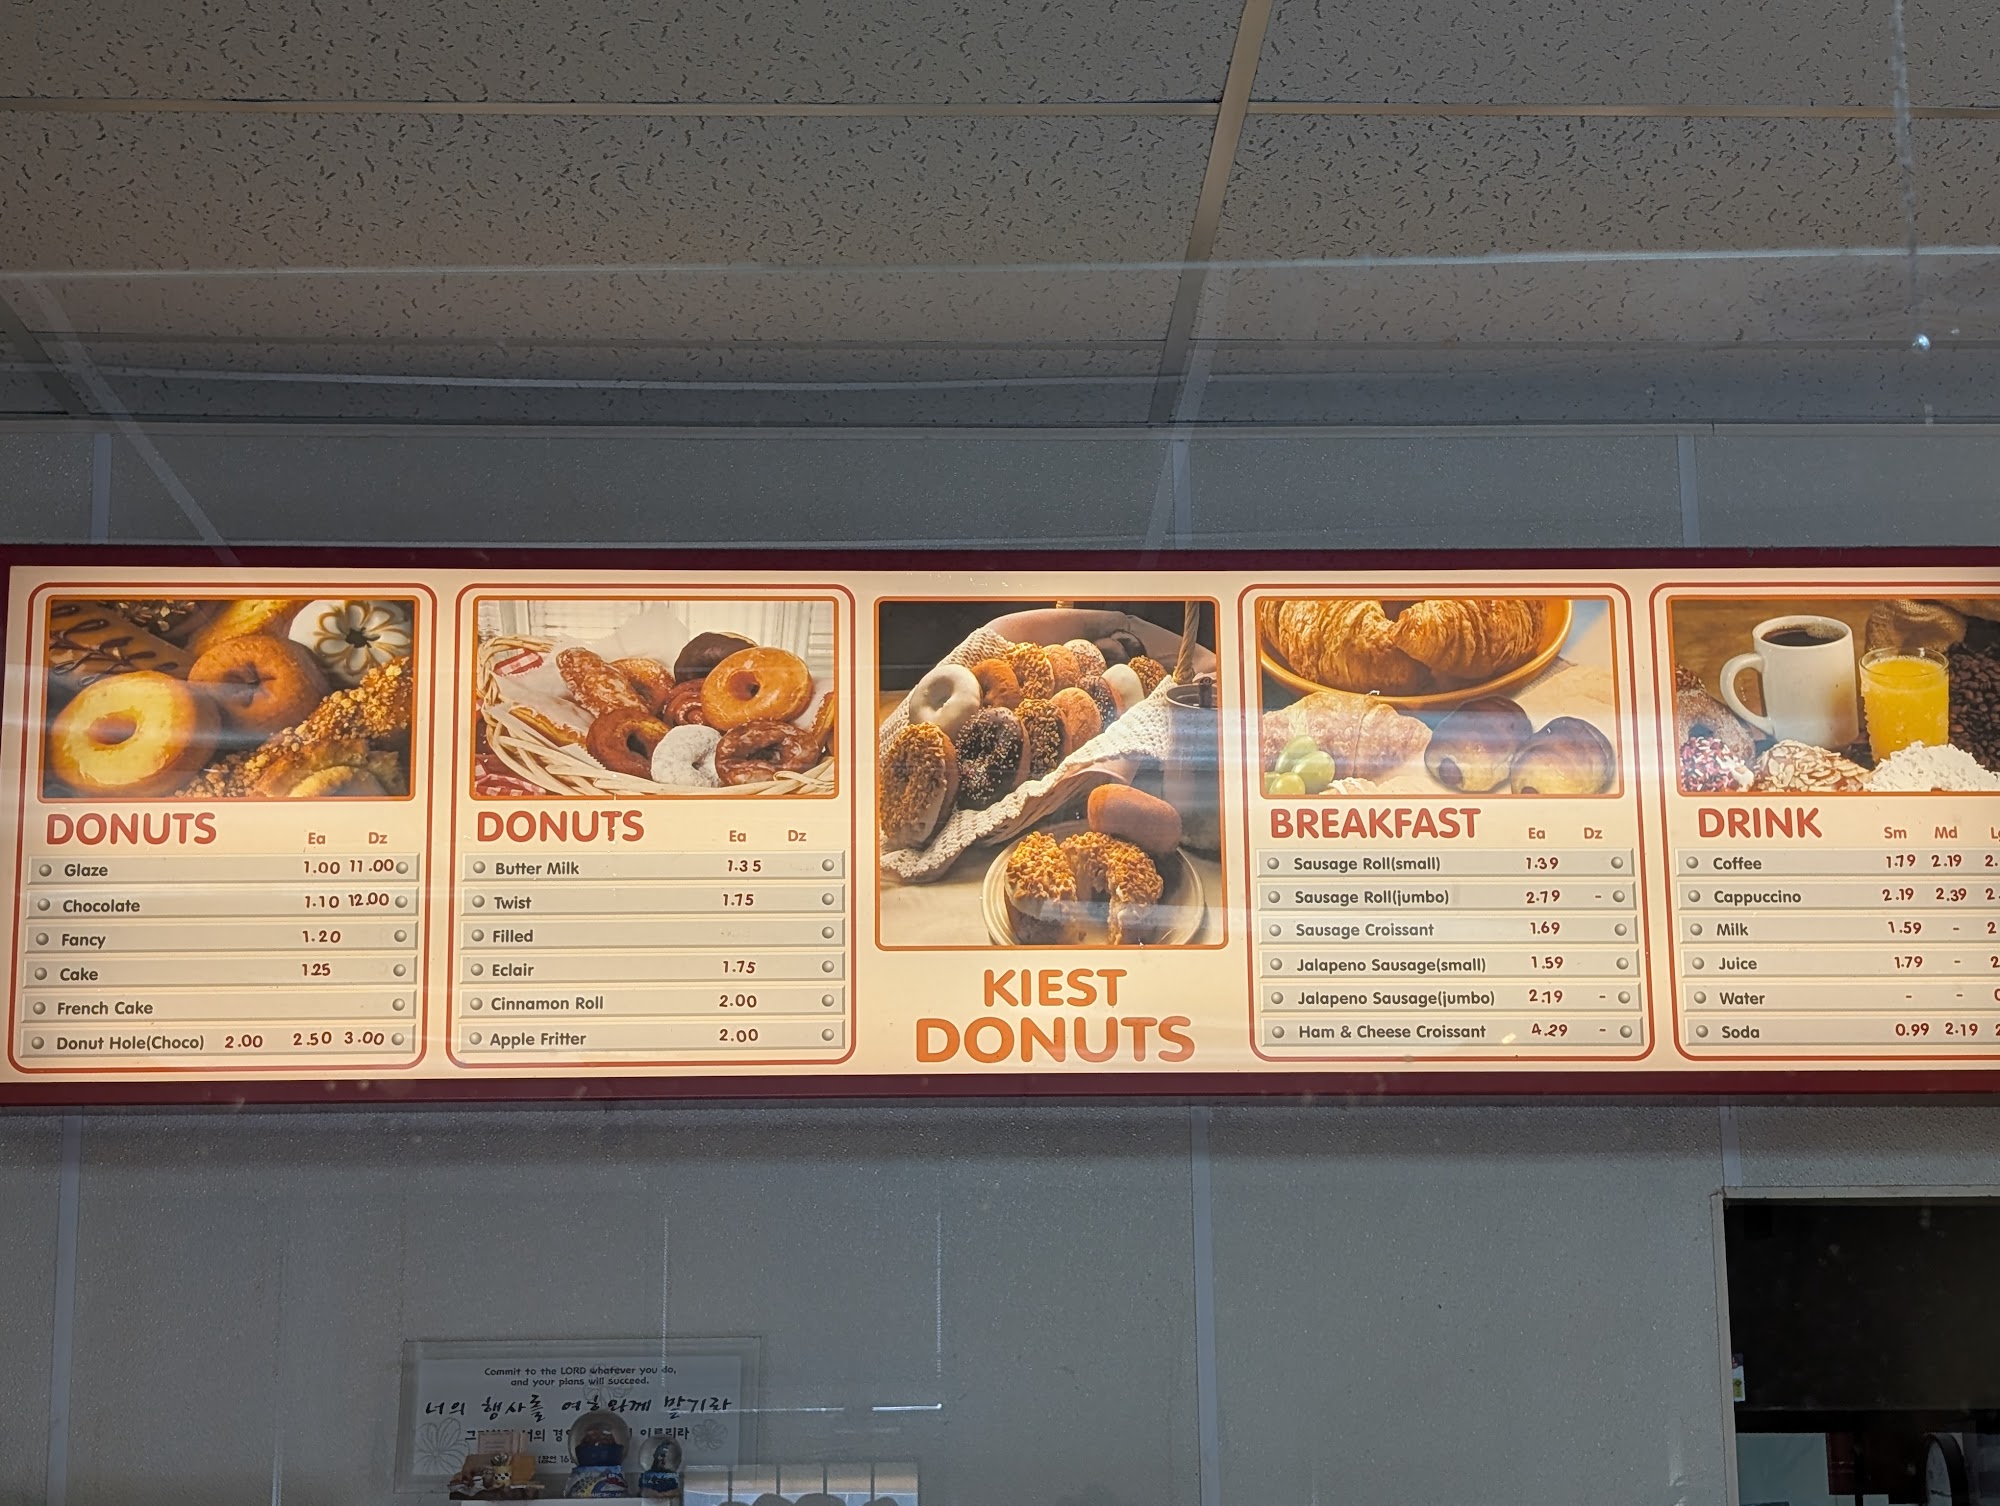 DONUTS Ea Dz
Glaze 1.00 11.00
Chocolate 1.10 12.00
Fancy 1.20
Cake 1.25
French Cake
Donut Hole(Choco) 2.00 2.50 3.00
DONUTS Ea Dz
Butter Milk 1.35
Twist 1.75
Filled
Eclair 1.75
Cinnamon Roll 2.00
Apple Fritter 2.00
KIEST
DONUTS
BREAKFAST Ea Dz
Sausage Roll(small) 1.39
Sausage Roll(jumbo) 2.79 -
Sausage Croissant 1.69
Jalapeno Sausage(small) 1.59
Jalapeno Sausage(jumbo) 2.79 -
Ham & Cheese Croissant 4.29 -
DRINK Sm Md
Coffee 1.79 2.19
Cappuccino 2.19 2.39
Milk 1.59 -
Juice 1.79 -
Water - -
Soda 0.99 2.19
Commit to the LORD whatever you do,
and your plans will succeed.
너의 행사를 여호와께 맡기라
너의 이루리라